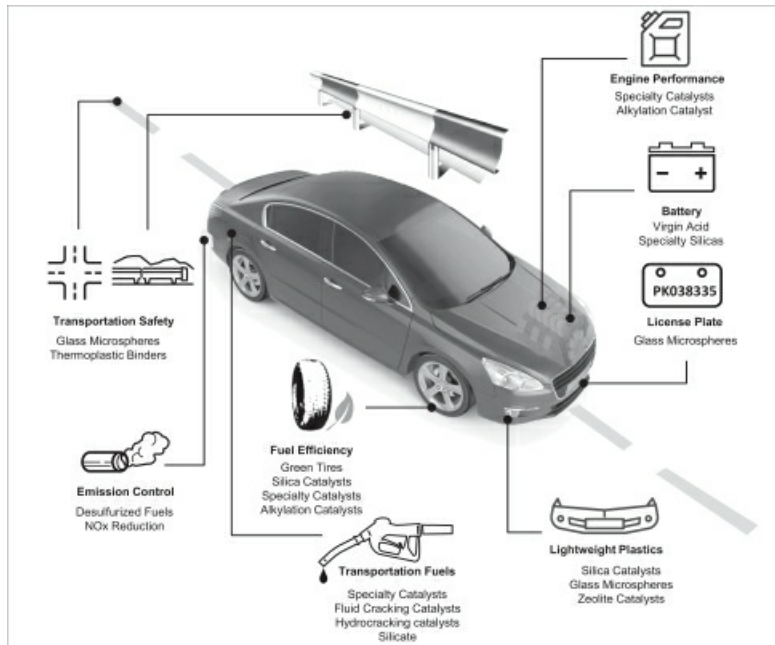 Engine Performance
Specialty Catalysts
Alkylation Catalyst
Battery
Virgin Acid
Specialty Silicas
PK038335
License Plate
Glass Microspheres
Transportation Safety
Glass Microspheres
Thermoplastic Binders
Fuel Efficiency
Green Tires
Silica Catalysts
Specialty Catalysts
Alkylation Catalysts
Emission Control
Desulfurized Fuels
NOx Reduction
Transportation Fuels
Specialty Catalysts
Fluid Cracking Catalysts
Hydrocracking catalysts
Silicate
Lightweight Plastics
Silica Catalysts
Glass Microspheres
Zeolite Catalysts